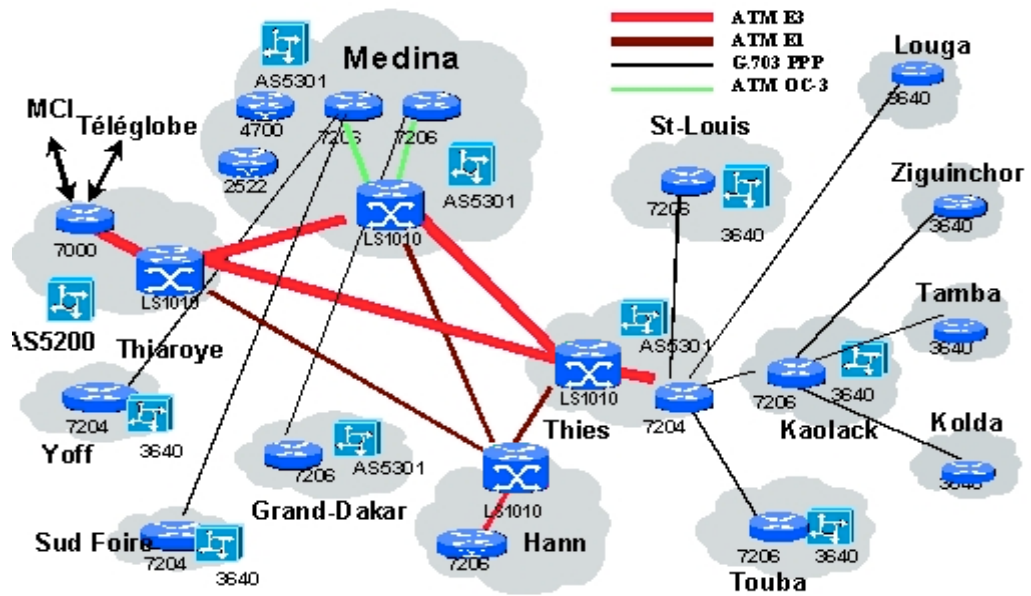 ATM E3
ATM E1
G.703 PPP
ATM OC-3
Medina
AS5301
4700
7206
7206
2522
AS5301
LS1010
MCI
Téléglobe
7000
LS1010
AS5200
Thiaroye
7204
3640
Yoff
Sud Foire
7204
3640
7206
AS5301
Grand-Dakar
LS1010
7206
Hann
AS5301
LS1010
7204
Thies
St-Louis
7206
3640
Louga
3640
Ziguinchor
3640
Tamba
3640
7206
3640
Kaolack
Kolda
3640
7206
3640
Touba